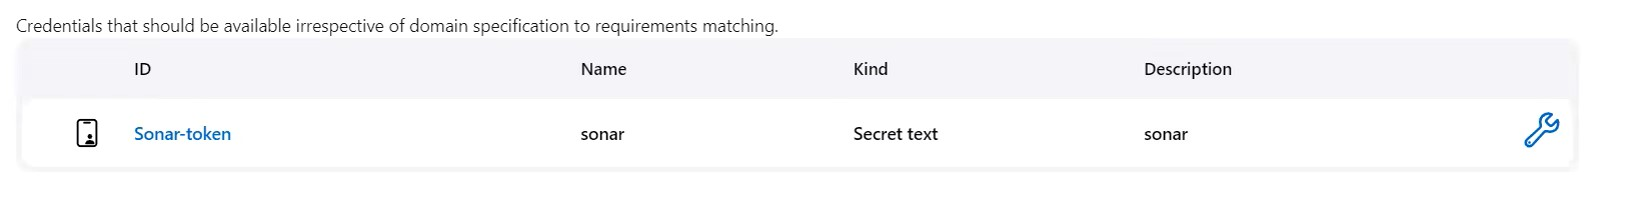 Credentials that should be available irrespective of domain specification to requirements matching.
ID Name Kind Description
Sonar-token sonar Secret text sonar